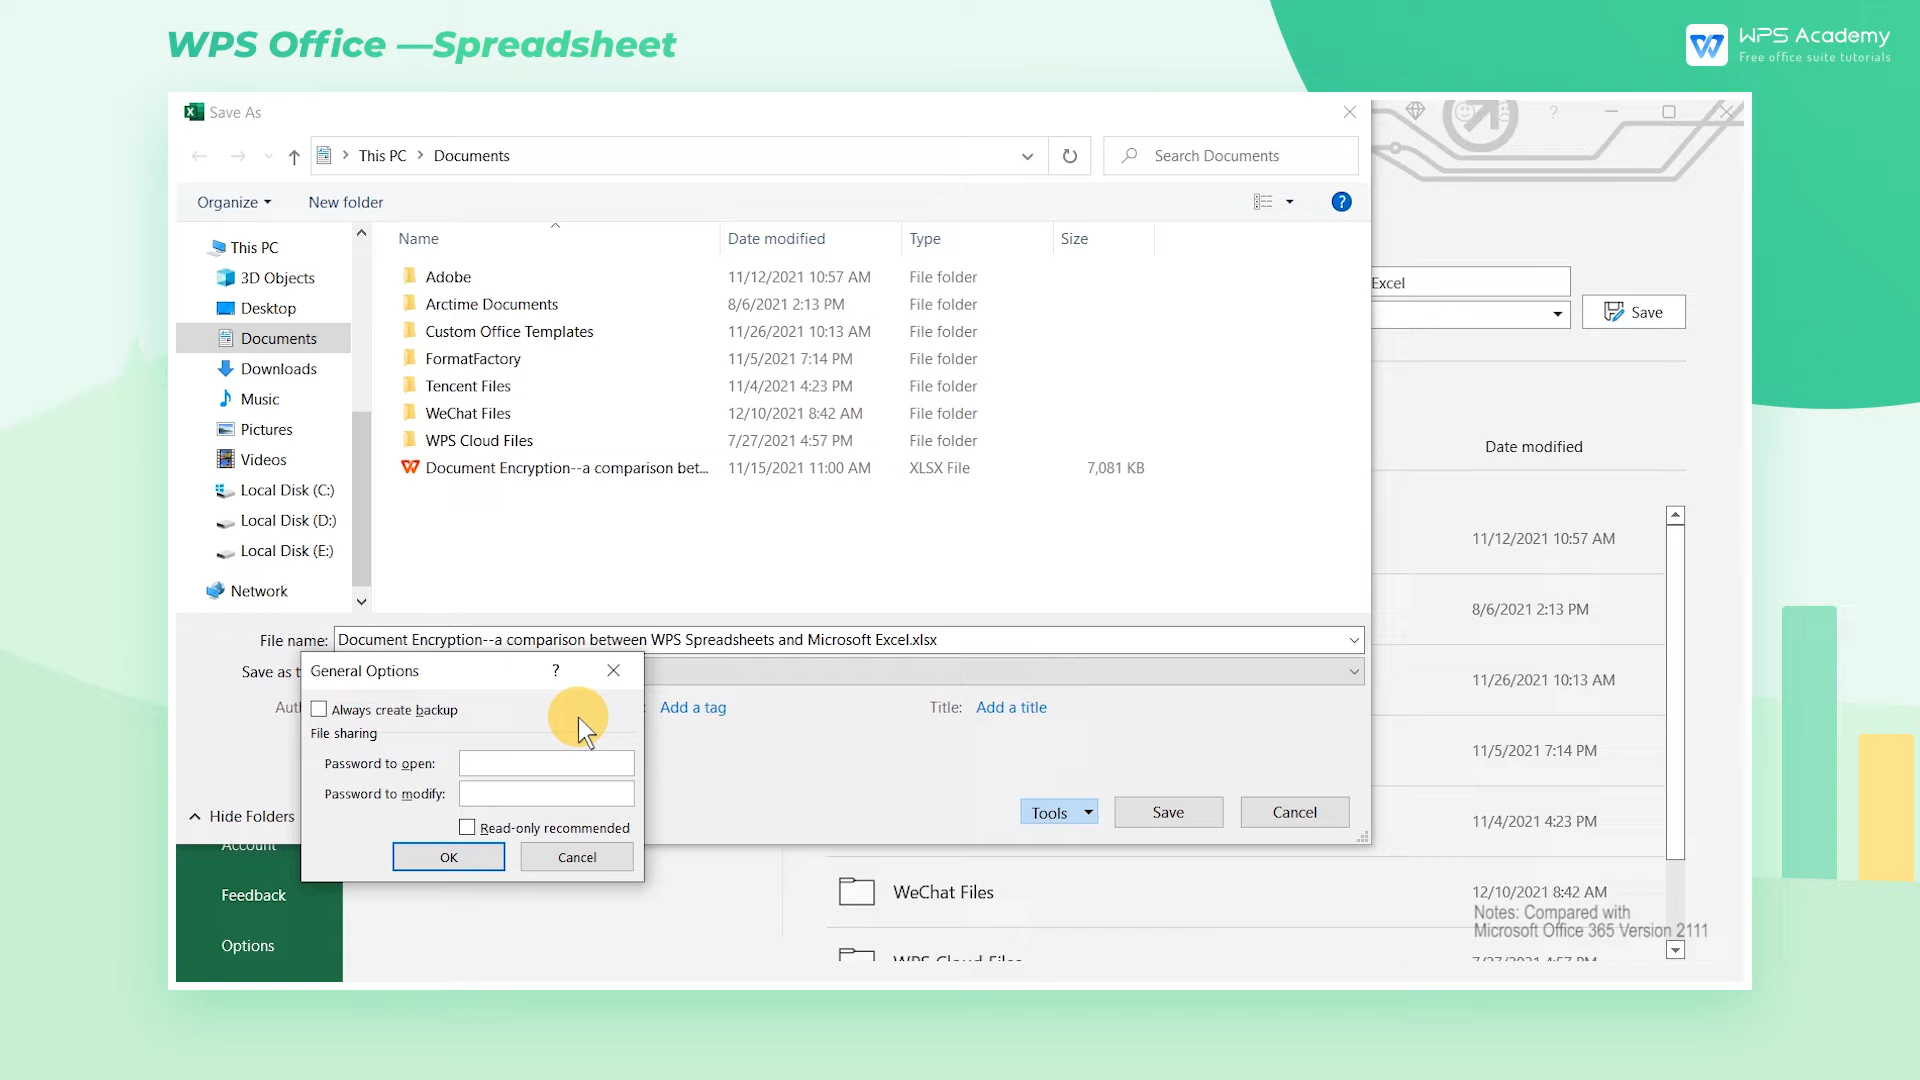 WPS Office —Spreadsheet
WPS Academy
Free office suite tutorials
Save As
This PC > Documents
Search Documents
Organize
New folder
?
Name
Date modified
Type
Size
This PC
3D Objects
Desktop
Documents
Downloads
Music
Pictures
Videos
Local Disk (C:)
Local Disk (D:)
Local Disk (E:)
Network
Adobe 11/12/2021 10:57 AM File folder
Arctime Documents 8/6/2021 2:13 PM File folder
Custom Office Templates 11/26/2021 10:13 AM File folder
FormatFactory 11/5/2021 7:14 PM File folder
Tencent Files 11/4/2021 4:23 PM File folder
WeChat Files 12/10/2021 8:42 AM File folder
WPS Cloud Files 7/27/2021 4:57 PM File folder
Document Encryption--a comparison bet... 11/15/2021 11:00 AM XLSX File 7,081 KB
File name: Document Encryption--a comparison between WPS Spreadsheets and Microsoft Excel.xlsx
Save as t
Auth
Add a tag
Title: Add a title
General Options
?
Always create backup
File sharing
Password to open:
Password to modify:
Read-only recommended
OK
Cancel
Hide Folders
Tools
Save
Cancel
Account
Feedback
Options
?
Excel
Save
Date modified
11/12/2021 10:57 AM
8/6/2021 2:13 PM
11/26/2021 10:13 AM
11/5/2021 7:14 PM
11/4/2021 4:23 PM
WeChat Files 12/10/2021 8:42 AM
Notes: Compared with
Microsoft Office 365 Version 2111
WPS Cloud Files 7/27/2021 4:57 PM